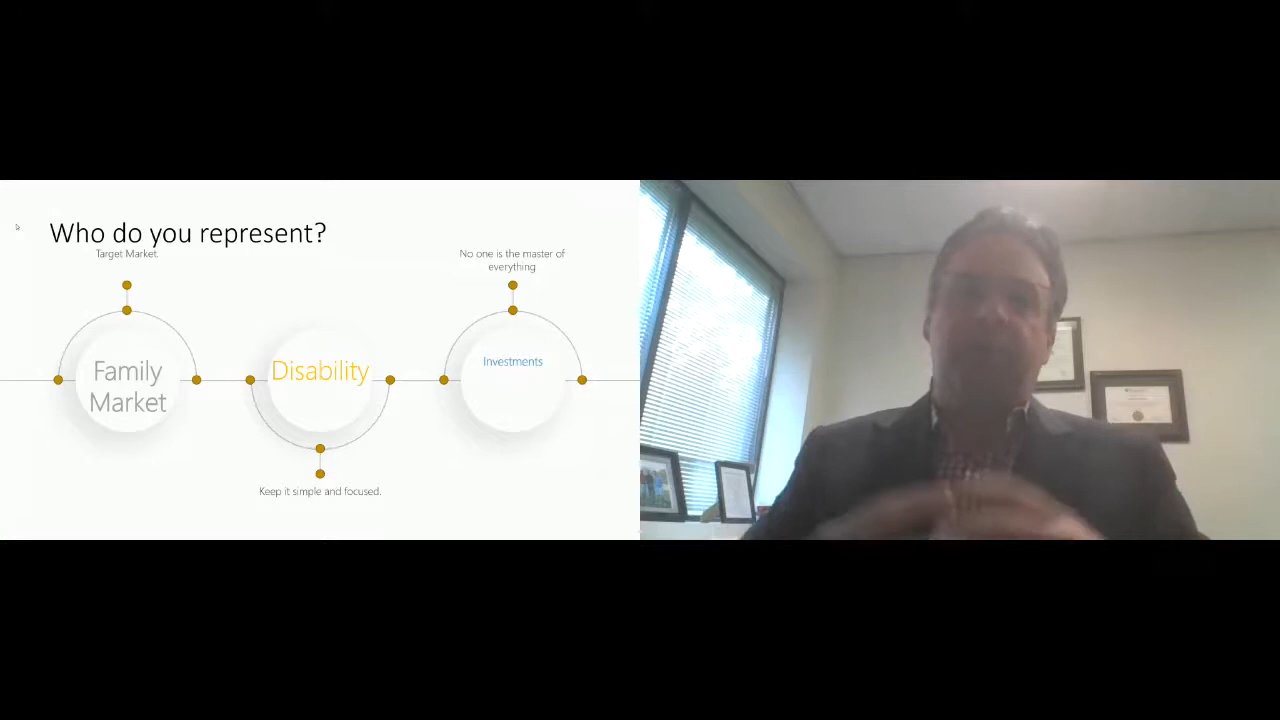 Who do you represent?
Target Market.
No one is the master of
everything
Family
Market
Disability
Investments
Keep it simple and focused.